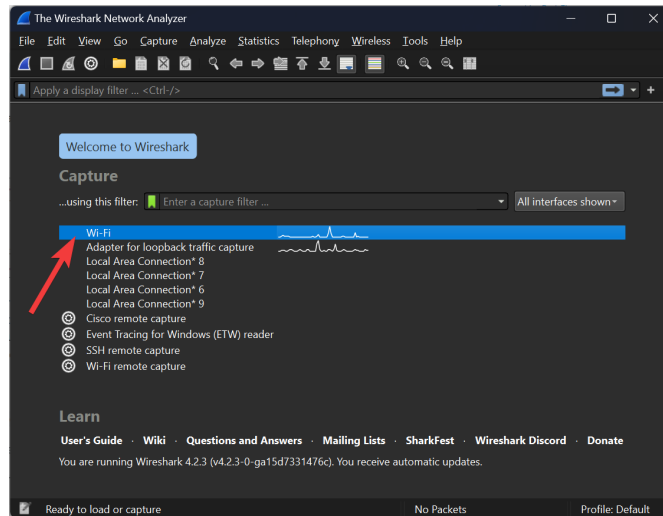 The Wireshark Network Analyzer
File Edit View Go Capture Analyze Statistics Telephony Wireless Tools Help
Apply a display filter ... <Ctrl-/>
Welcome to Wireshark
Capture
...using this filter: Enter a capture filter ... All interfaces shown
Wi-Fi
Adapter for loopback traffic capture
Local Area Connection* 8
Local Area Connection* 7
Local Area Connection* 6
Local Area Connection* 9
Cisco remote capture
Event Tracing for Windows (ETW) reader
SSH remote capture
Wi-Fi remote capture
Learn
User's Guide · Wiki · Questions and Answers · Mailing Lists · SharkFest · Wireshark Discord · Donate
You are running Wireshark 4.2.3 (v4.2.3-0-ga15d7331476c). You receive automatic updates.
Ready to load or capture No Packets Profile: Default